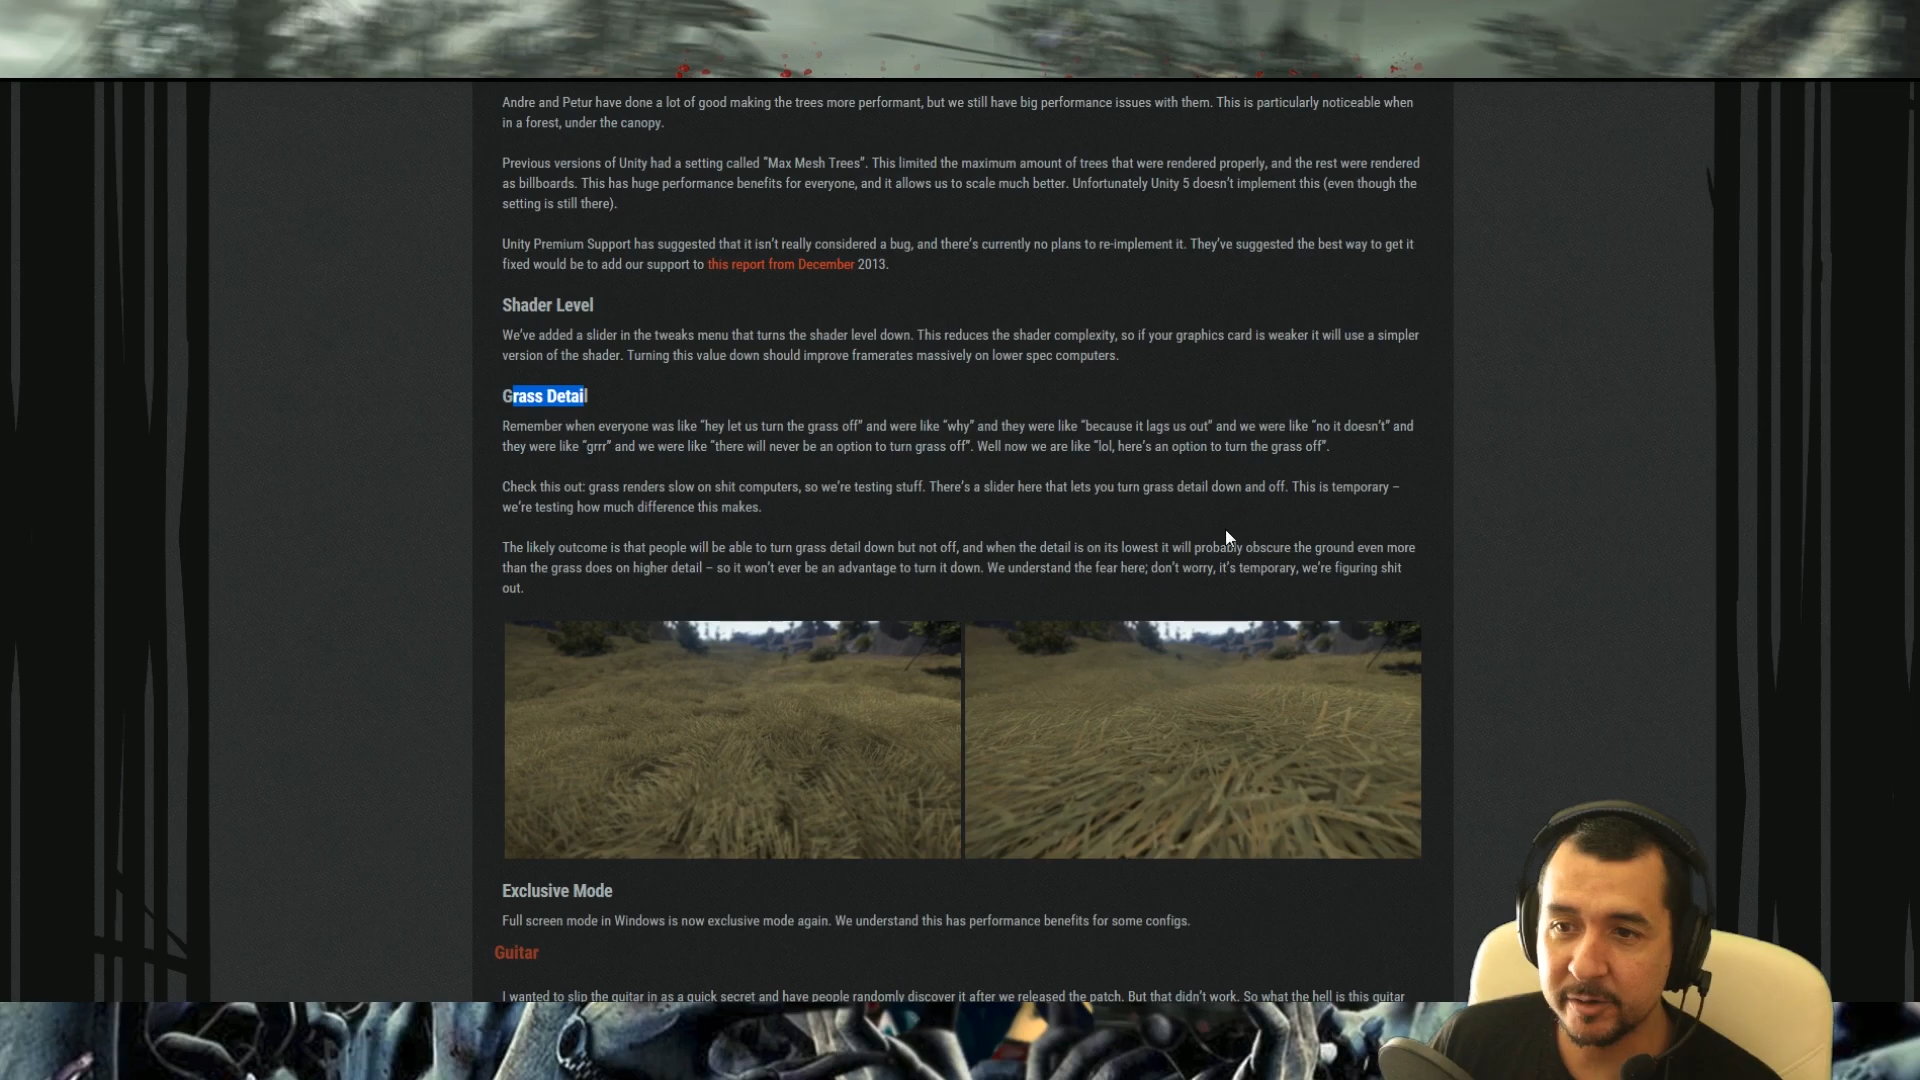 Andre and Petur have done a lot of good making the trees more performant, but we still have big performance issues with them. This is particularly noticeable when
in a forest, under the canopy.
Previous versions of Unity had a setting called “Max Mesh Trees”. This limited the maximum amount of trees that were rendered properly, and the rest were rendered
as billboards. This has huge performance benefits for everyone, and it allows us to scale much better. Unfortunately Unity 5 doesn’t implement this (even though the
setting is still there).
Unity Premium Support has suggested that it isn’t really considered a bug, and there’s currently no plans to re-implement it. They’ve suggested the best way to get it
fixed would be to add our support to this report from December 2013.
Shader Level
We’ve added a slider in the tweaks menu that turns the shader level down. This reduces the shader complexity, so if your graphics card is weaker it will use a simpler
version of the shader. Turning this value down should improve framerates massively on lower spec computers.
Grass Detail
Remember when everyone was like “hey let us turn the grass off” and were like “why” and they were like “because it lags us out” and we were like “no it doesn’t” and
they were like “grrr” and we were like “there will never be an option to turn grass off”. Well now we are like “lol, here’s an option to turn the grass off”.
Check this out: grass renders slow on shit computers, so we’re testing stuff. There’s a slider here that lets you turn grass detail down and off. This is temporary –
we’re testing how much difference this makes.
The likely outcome is that people will be able to turn grass detail down but not off, and when the detail is on its lowest it will probably obscure the ground even more
than the grass does on higher detail – so it won’t ever be an advantage to turn it down. We understand the fear here; don’t worry, it’s temporary, we’re figuring shit
out.
Exclusive Mode
Full screen mode in Windows is now exclusive mode again. We understand this has performance benefits for some configs.
Guitar
I wanted to slip the guitar in as a quick secret and have people randomly discover it after we released the patch. But that didn’t work. So what the hell is this guitar